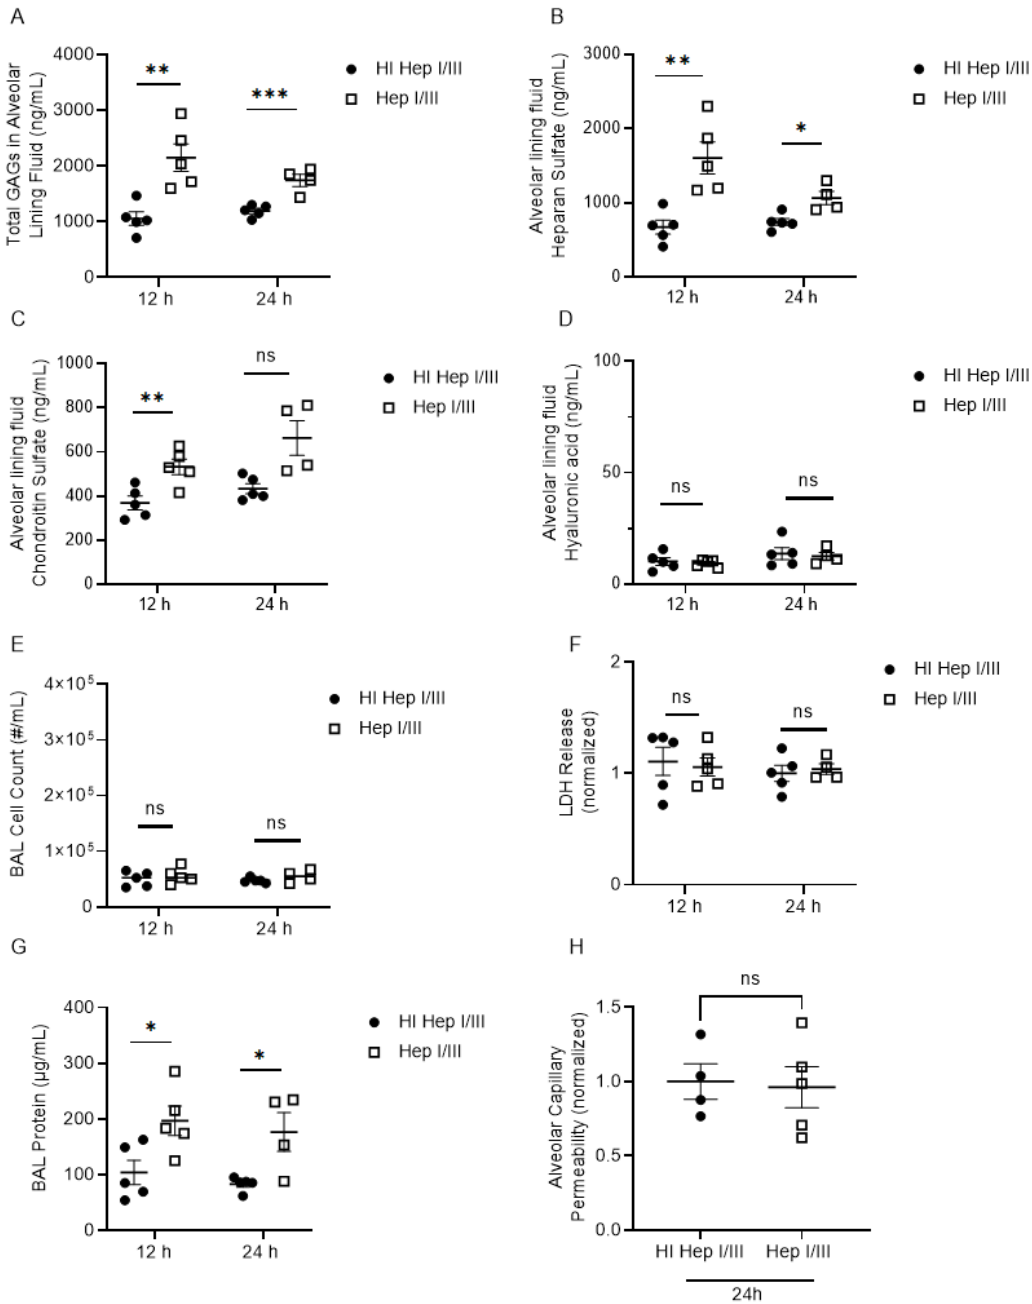 A
Total GAGs in Alveolar
Lining Fluid (ng/mL)
4000
3000
2000
1000
0
**
***
12 h
24 h
HI Hep I/III
Hep I/III
B
Alveolar lining fluid
Heparan Sulfate (ng/mL)
3000
2000
1000
0
**
*
12 h
24 h
HI Hep I/III
Hep I/III
C
Alveolar lining fluid
Chondroitin Sulfate (ng/mL)
1000
800
600
400
200
0
**
ns
12 h
24 h
HI Hep I/III
Hep I/III
D
Alveolar lining fluid
Hyaluronic acid (ng/mL)
100
50
0
ns
ns
12 h
24 h
HI Hep I/III
Hep I/III
E
BAL Cell Count (#/mL)
4×10⁵
3×10⁵
2×10⁵
1×10⁵
0
ns
ns
12 h
24 h
HI Hep I/III
Hep I/III
F
LDH Release
(normalized)
2
1
0
ns
ns
12 h
24 h
HI Hep I/III
Hep I/III
G
BAL Protein (µg/mL)
400
300
200
100
0
*
*
12 h
24 h
HI Hep I/III
Hep I/III
H
Alveolar Capillary
Permeability (normalized)
1.5
1.0
0.5
0.0
ns
HI Hep I/III
Hep I/III
24h